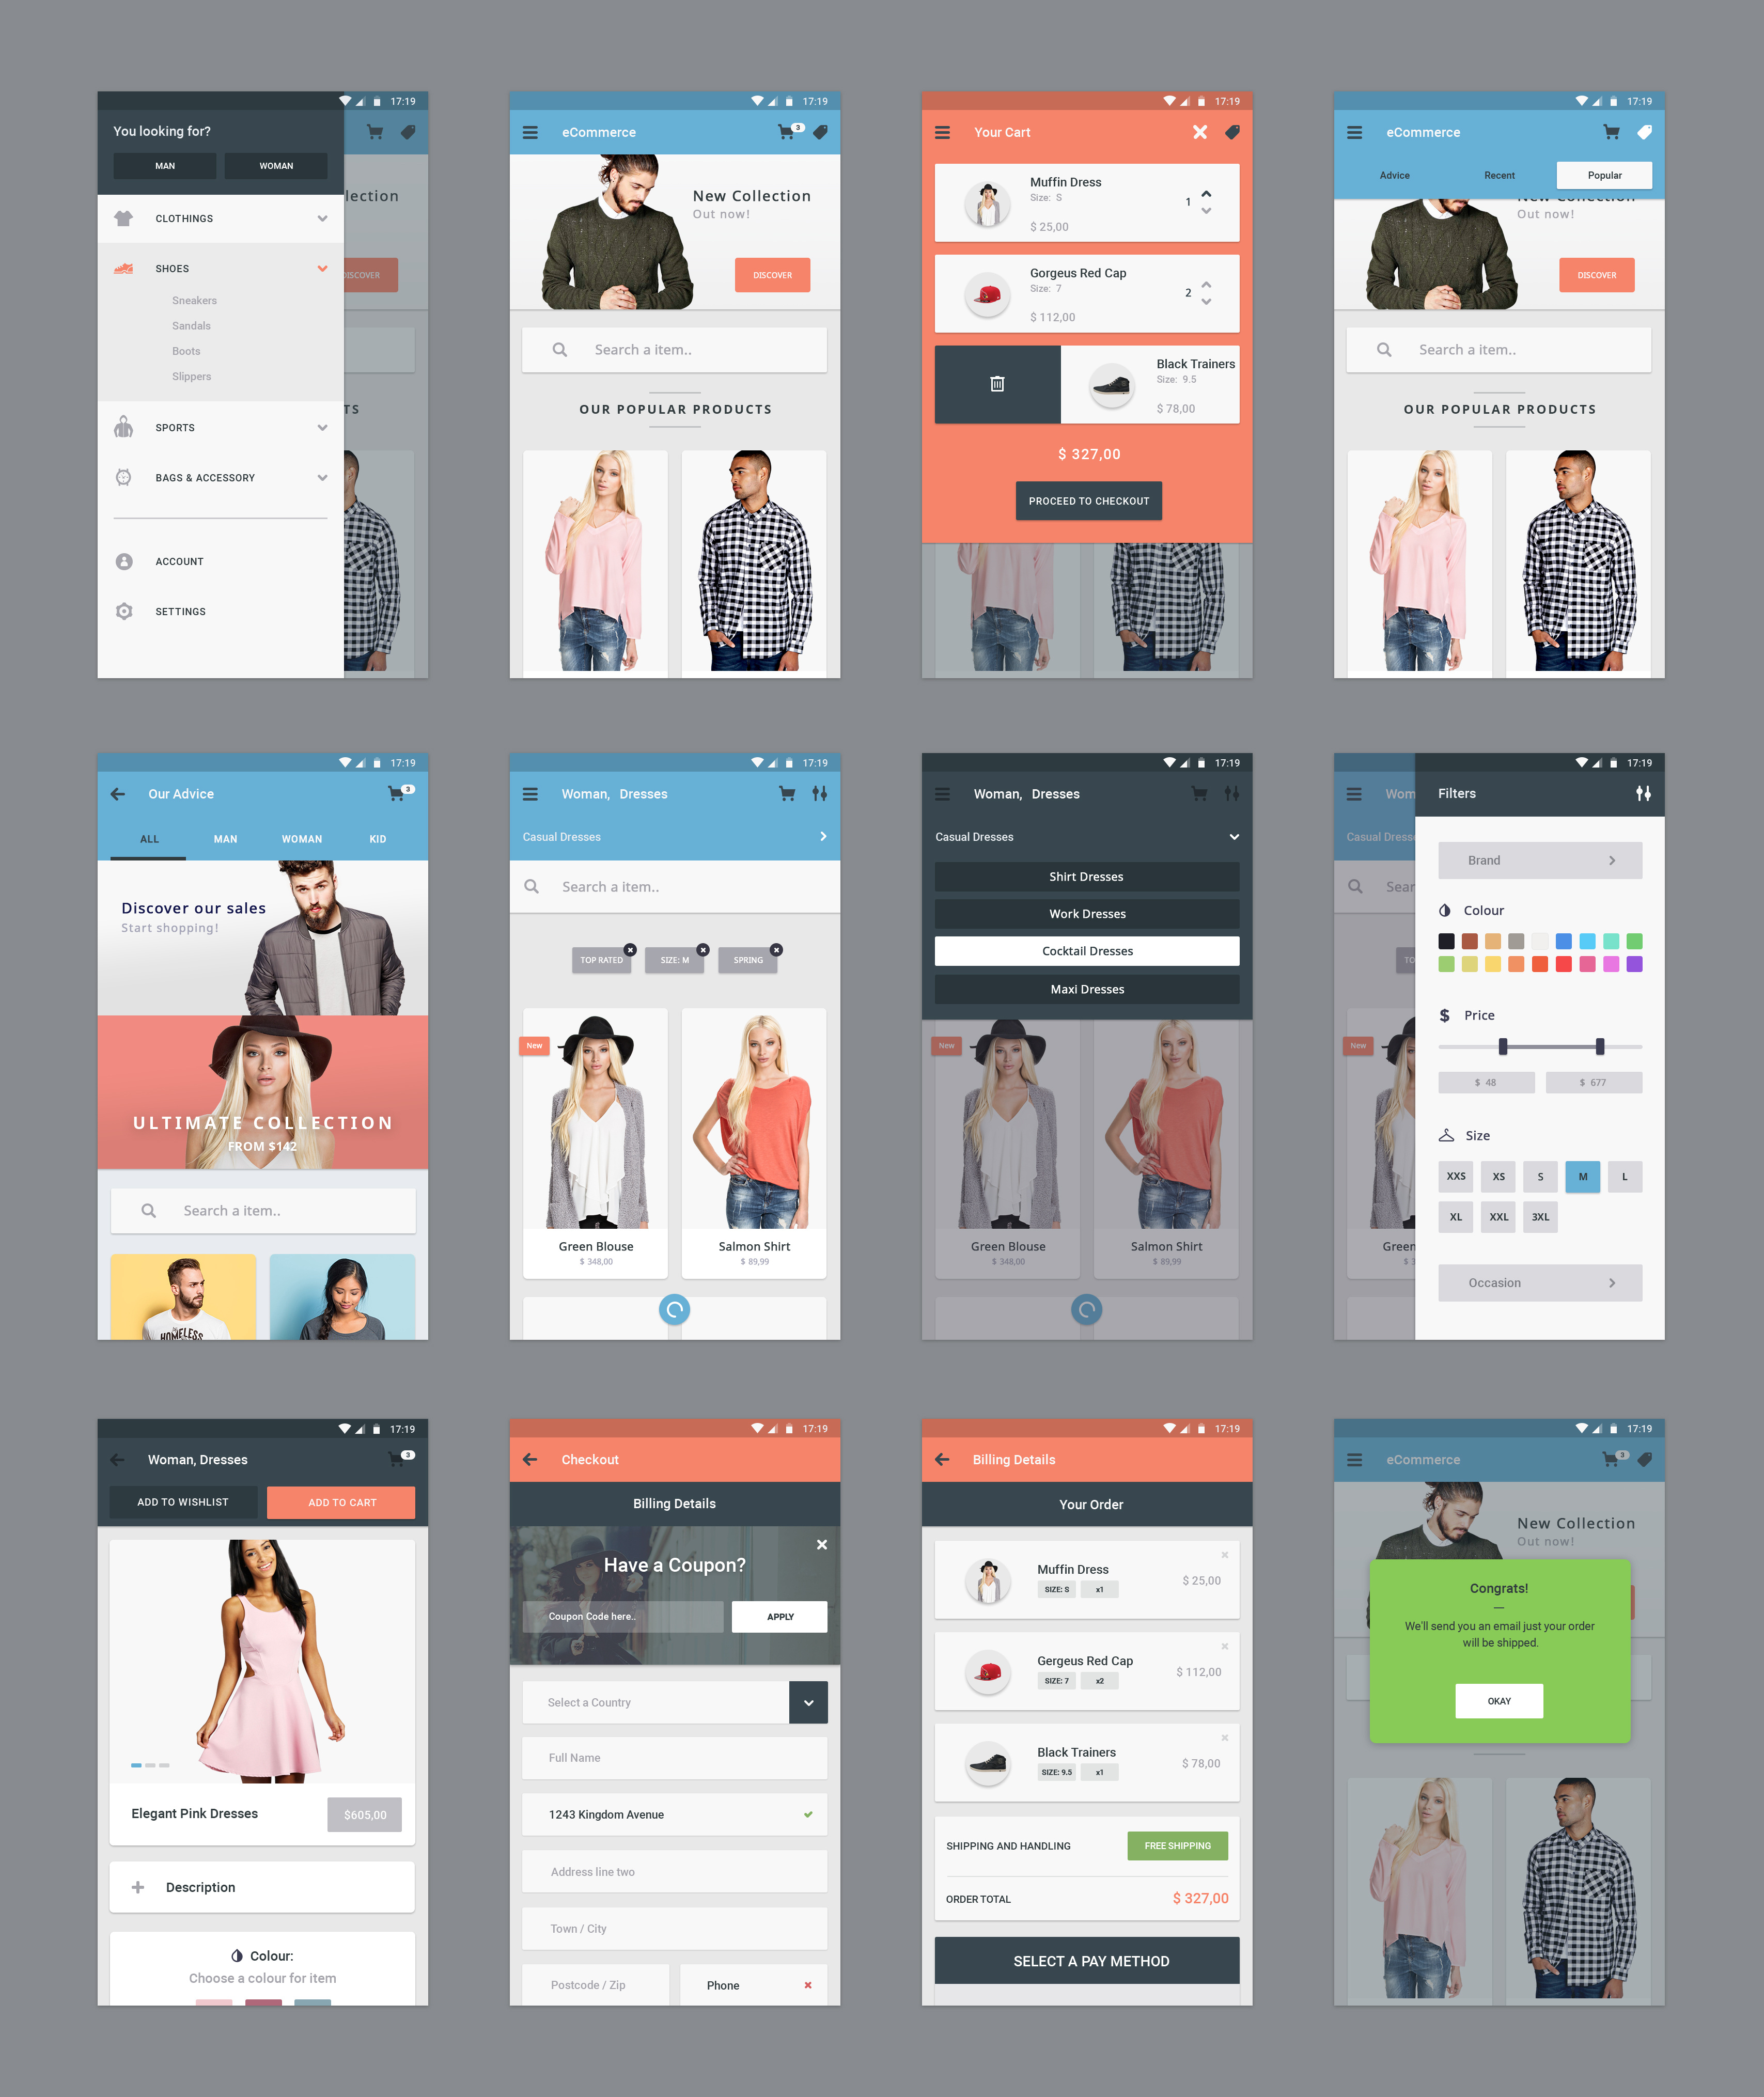 17:19
You looking for?
MAN WOMAN
CLOTHINGS
SHOES
Sneakers
Sandals
Boots
Slippers
SPORTS
BAGS & ACCESSORY
ACCOUNT
SETTINGS
lection
DISCOVER
TS
17:19
eCommerce 3
New Collection
Out now!
DISCOVER
Search a item..
OUR POPULAR PRODUCTS
17:19
Your Cart
Muffin Dress
Size: S
1
$ 25,00
Gorgeus Red Cap
Size: 7
2
$ 112,00
Black Trainers
Size: 9.5
$ 78,00
$ 327,00
PROCEED TO CHECKOUT
17:19
eCommerce
Advice Recent Popular
New Collection
Out now!
DISCOVER
Search a item..
OUR POPULAR PRODUCTS
17:19
Our Advice 3
ALL MAN WOMAN KID
Discover our sales
Start shopping!
ULTIMATE COLLECTION
FROM $142
Search a item..
HOMELESS
17:19
Woman, Dresses
Casual Dresses
Search a item..
TOP RATED SIZE: M SPRING
New
Green Blouse
$ 348,00
Salmon Shirt
$ 89,99
17:19
Woman, Dresses
Casual Dresses
Shirt Dresses
Work Dresses
Cocktail Dresses
Maxi Dresses
New
Green Blouse
$ 348,00
Salmon Shirt
$ 89,99
17:19
Wom
Casual Dresse
Sear
TO
New
Green
$ 3
Filters
Brand
Colour
$ Price
$ 48 $ 677
Size
XXS XS S M L
XL XXL 3XL
Occasion
17:19
Woman, Dresses 3
ADD TO WISHLIST ADD TO CART
Elegant Pink Dresses $605,00
Description
Colour:
Choose a colour for item
17:19
Checkout
Billing Details
Have a Coupon?
Coupon Code here.. APPLY
Select a Country
Full Name
1243 Kingdom Avenue
Address line two
Town / City
Postcode / Zip Phone
17:19
Billing Details
Your Order
Muffin Dress
SIZE: S x1
$ 25,00
Gergeus Red Cap
SIZE: 7 x2
$ 112,00
Black Trainers
SIZE: 9.5 x1
$ 78,00
SHIPPING AND HANDLING FREE SHIPPING
ORDER TOTAL $ 327,00
SELECT A PAY METHOD
17:19
eCommerce 3
New Collection
Out now!
Congrats!
We'll send you an email just your order
will be shipped.
OKAY